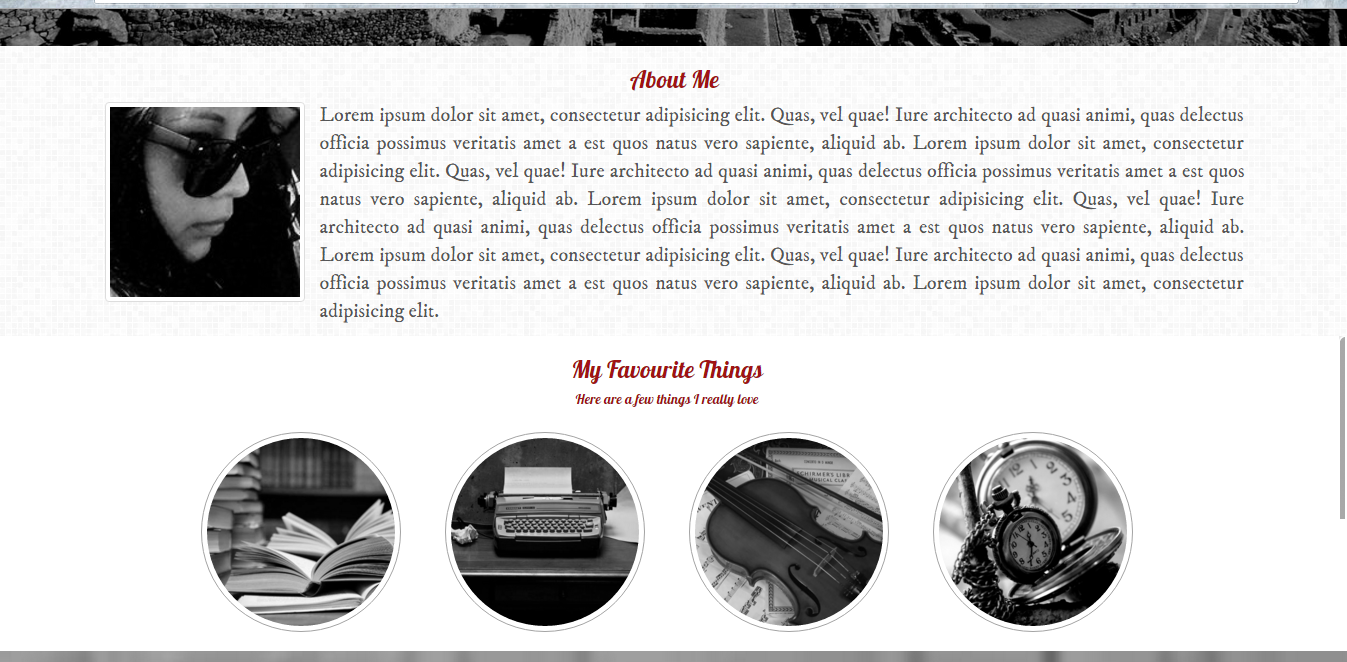 About Me
Lorem ipsum dolor sit amet, consectetur adipisicing elit. Quas, vel quae! Iure architecto ad quasi animi, quas delectus
officia possimus veritatis amet a est quos natus vero sapiente, aliquid ab. Lorem ipsum dolor sit amet, consectetur
adipisicing elit. Quas, vel quae! Iure architecto ad quasi animi, quas delectus officia possimus veritatis amet a est quos
natus vero sapiente, aliquid ab. Lorem ipsum dolor sit amet, consectetur adipisicing elit. Quas, vel quae! Iure
architecto ad quasi animi, quas delectus officia possimus veritatis amet a est quos natus vero sapiente, aliquid ab.
Lorem ipsum dolor sit amet, consectetur adipisicing elit. Quas, vel quae! Iure architecto ad quasi animi, quas delectus
officia possimus veritatis amet a est quos natus vero sapiente, aliquid ab. Lorem ipsum dolor sit amet, consectetur
adipisicing elit.
My Favourite Things
Here are a few things I really love